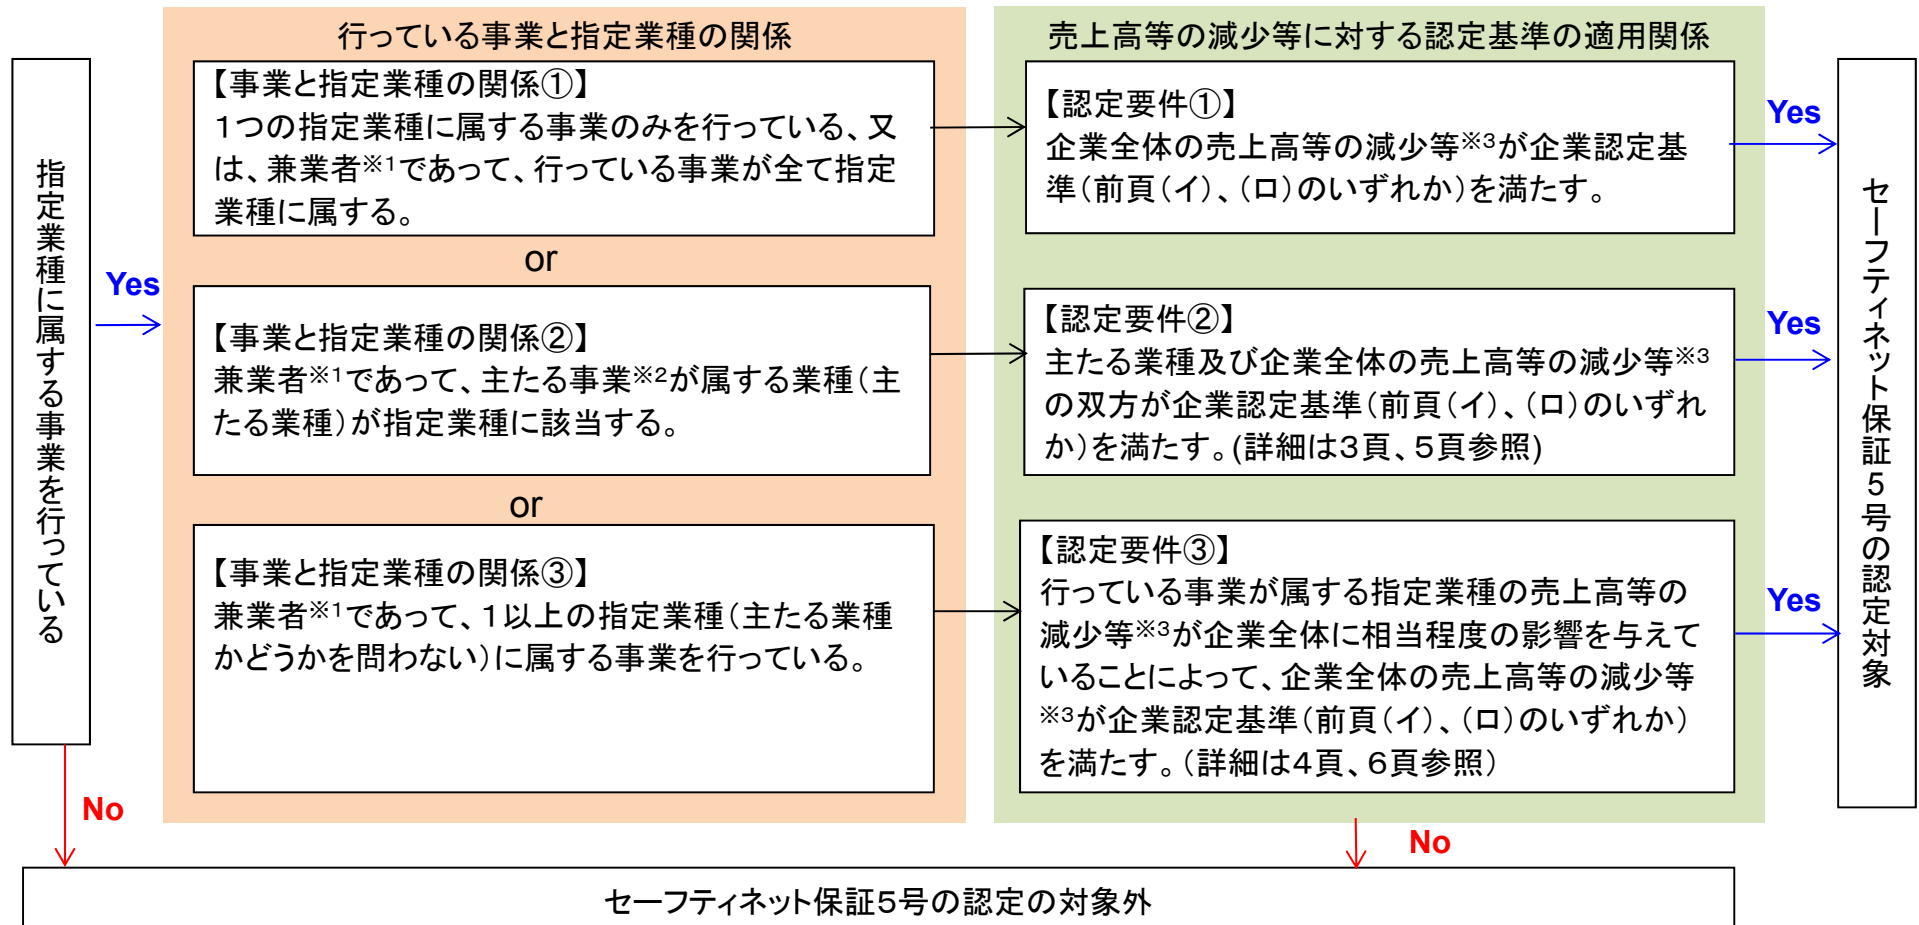 指定業種に属する事業を行っている
Yes
No
行っている事業と指定業種の関係
【事業と指定業種の関係①】
１つの指定業種に属する事業のみを行っている、又
は、兼業者※1であって、行っている事業が全て指定
業種に属する。
or
【事業と指定業種の関係②】
兼業者※1であって、主たる事業※2が属する業種（主
たる業種）が指定業種に該当する。
or
【事業と指定業種の関係③】
兼業者※1であって、１以上の指定業種（主たる業種
かどうかを問わない）に属する事業を行っている。
売上高等の減少等に対する認定基準の適用関係
【認定要件①】
企業全体の売上高等の減少等※3が企業認定基
準（前頁（イ）、（ロ）のいずれか）を満たす。
Yes
【認定要件②】
主たる業種及び企業全体の売上高等の減少等※3
の双方が企業認定基準（前頁（イ）、（ロ）のいずれ
か）を満たす。(詳細は３頁、５頁参照)
Yes
【認定要件③】
行っている事業が属する指定業種の売上高等の
減少等※3が企業全体に相当程度の影響を与えて
いることによって、企業全体の売上高等の減少等
※3が企業認定基準（前頁（イ）、（ロ）のいずれか）
を満たす。（詳細は４頁、６頁参照）
Yes
No
セーフティネット保証５号の認定対象
セーフティネット保証５号の認定の対象外